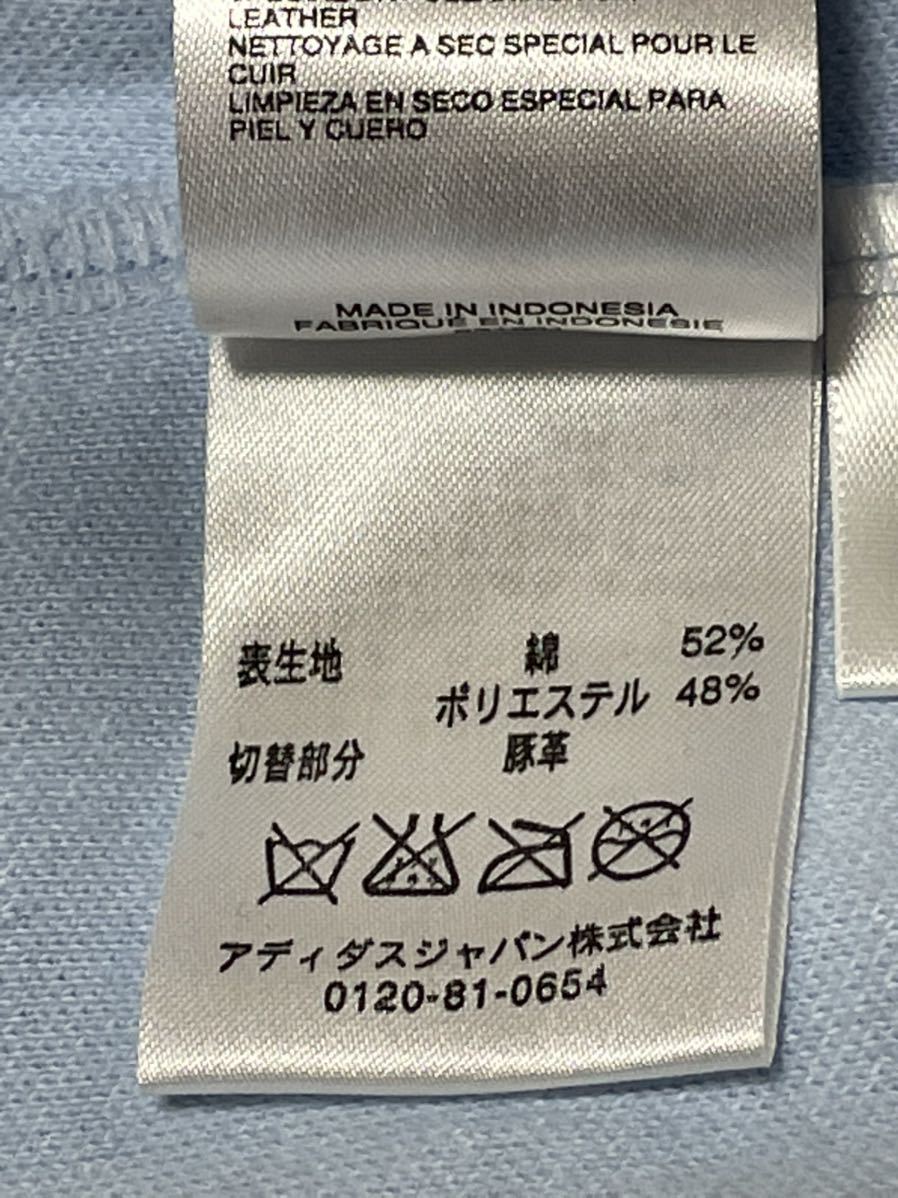 LEATHER
NETTOYAGE A SEC SPECIAL POUR LE
CUIR
LIMPIEZA EN SECO ESPECIAL PARA
PIEL Y CUERO
MADE IN INDONESIA
FABRIQUE EN INDONESIE
表生地 綿 52%
ポリエステル 48%
切替部分 豚革
アディダスジャパン株式会社
0120-81-0654